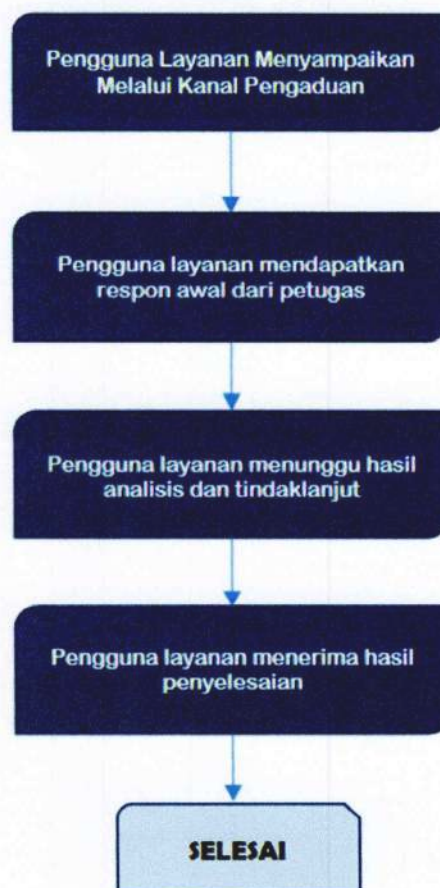 Pengguna Layanan Menyampaikan
Melalui Kanal Pengaduan
Pengguna layanan mendapatkan
respon awal dari petugas
Pengguna layanan menunggu hasil
analisis dan tindaklanjut
Pengguna layanan menerima hasil
penyelesaian
SELESAI